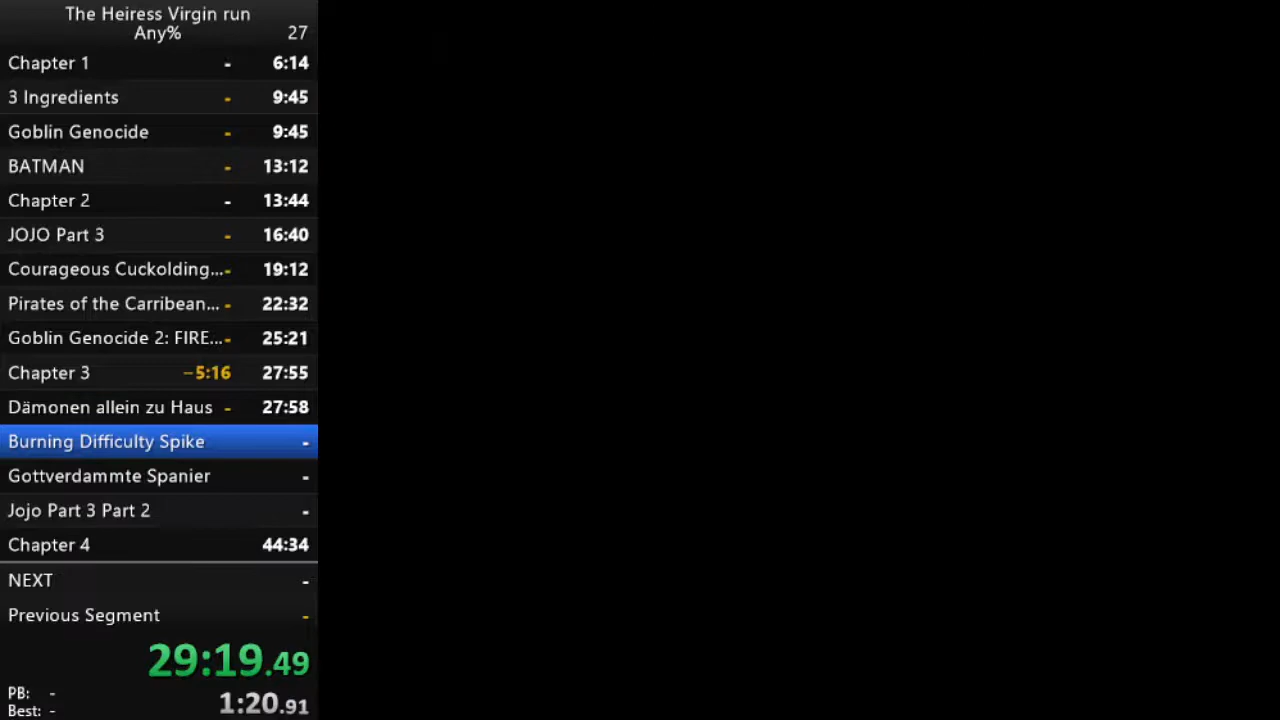 The Heiress Virgin run
Any% 27
Chapter 1 - 6:14
3 Ingredients - 9:45
Goblin Genocide - 9:45
BATMAN - 13:12
Chapter 2 - 13:44
JOJO Part 3 - 16:40
Courageous Cuckolding... - 19:12
Pirates of the Carribean... - 22:32
Goblin Genocide 2: FIRE... - 25:21
Chapter 3 −5:16 27:55
Dämonen allein zu Haus - 27:58
Burning Difficulty Spike -
Gottverdammte Spanier -
Jojo Part 3 Part 2 -
Chapter 4 44:34
NEXT -
Previous Segment -
29:19.49
PB: -
Best: - 1:20.91